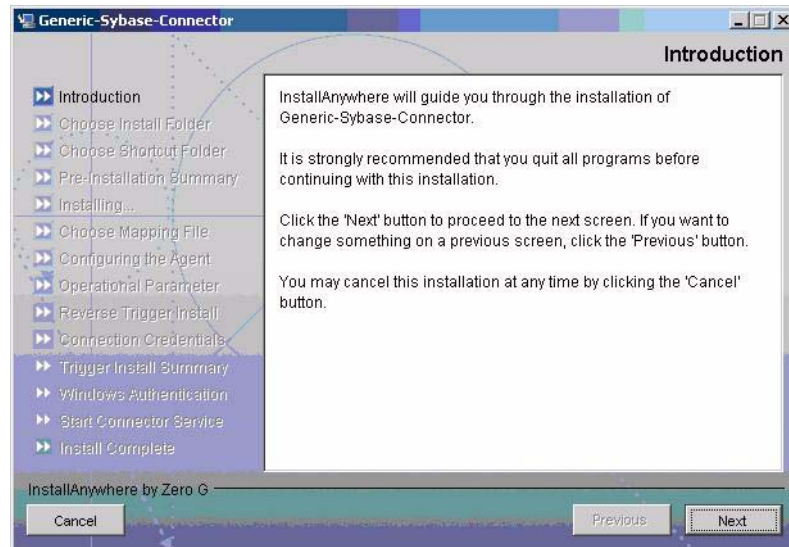 Generic-Sybase-Connector
Introduction
Introduction
Choose Install Folder
Choose Shortcut Folder
Pre-Installation Summary
Installing...
Choose Mapping File
Configuring the Agent
Operational Parameter
Reverse Trigger Install
Connection Credentials
Trigger Install Summary
Windows Authentication
Start Connector Service
Install Complete
InstallAnywhere will guide you through the installation of
Generic-Sybase-Connector.
It is strongly recommended that you quit all programs before
continuing with this installation.
Click the 'Next' button to proceed to the next screen. If you want to
change something on a previous screen, click the 'Previous' button.
You may cancel this installation at any time by clicking the 'Cancel'
button.
InstallAnywhere by Zero G
Cancel
Previous
Next